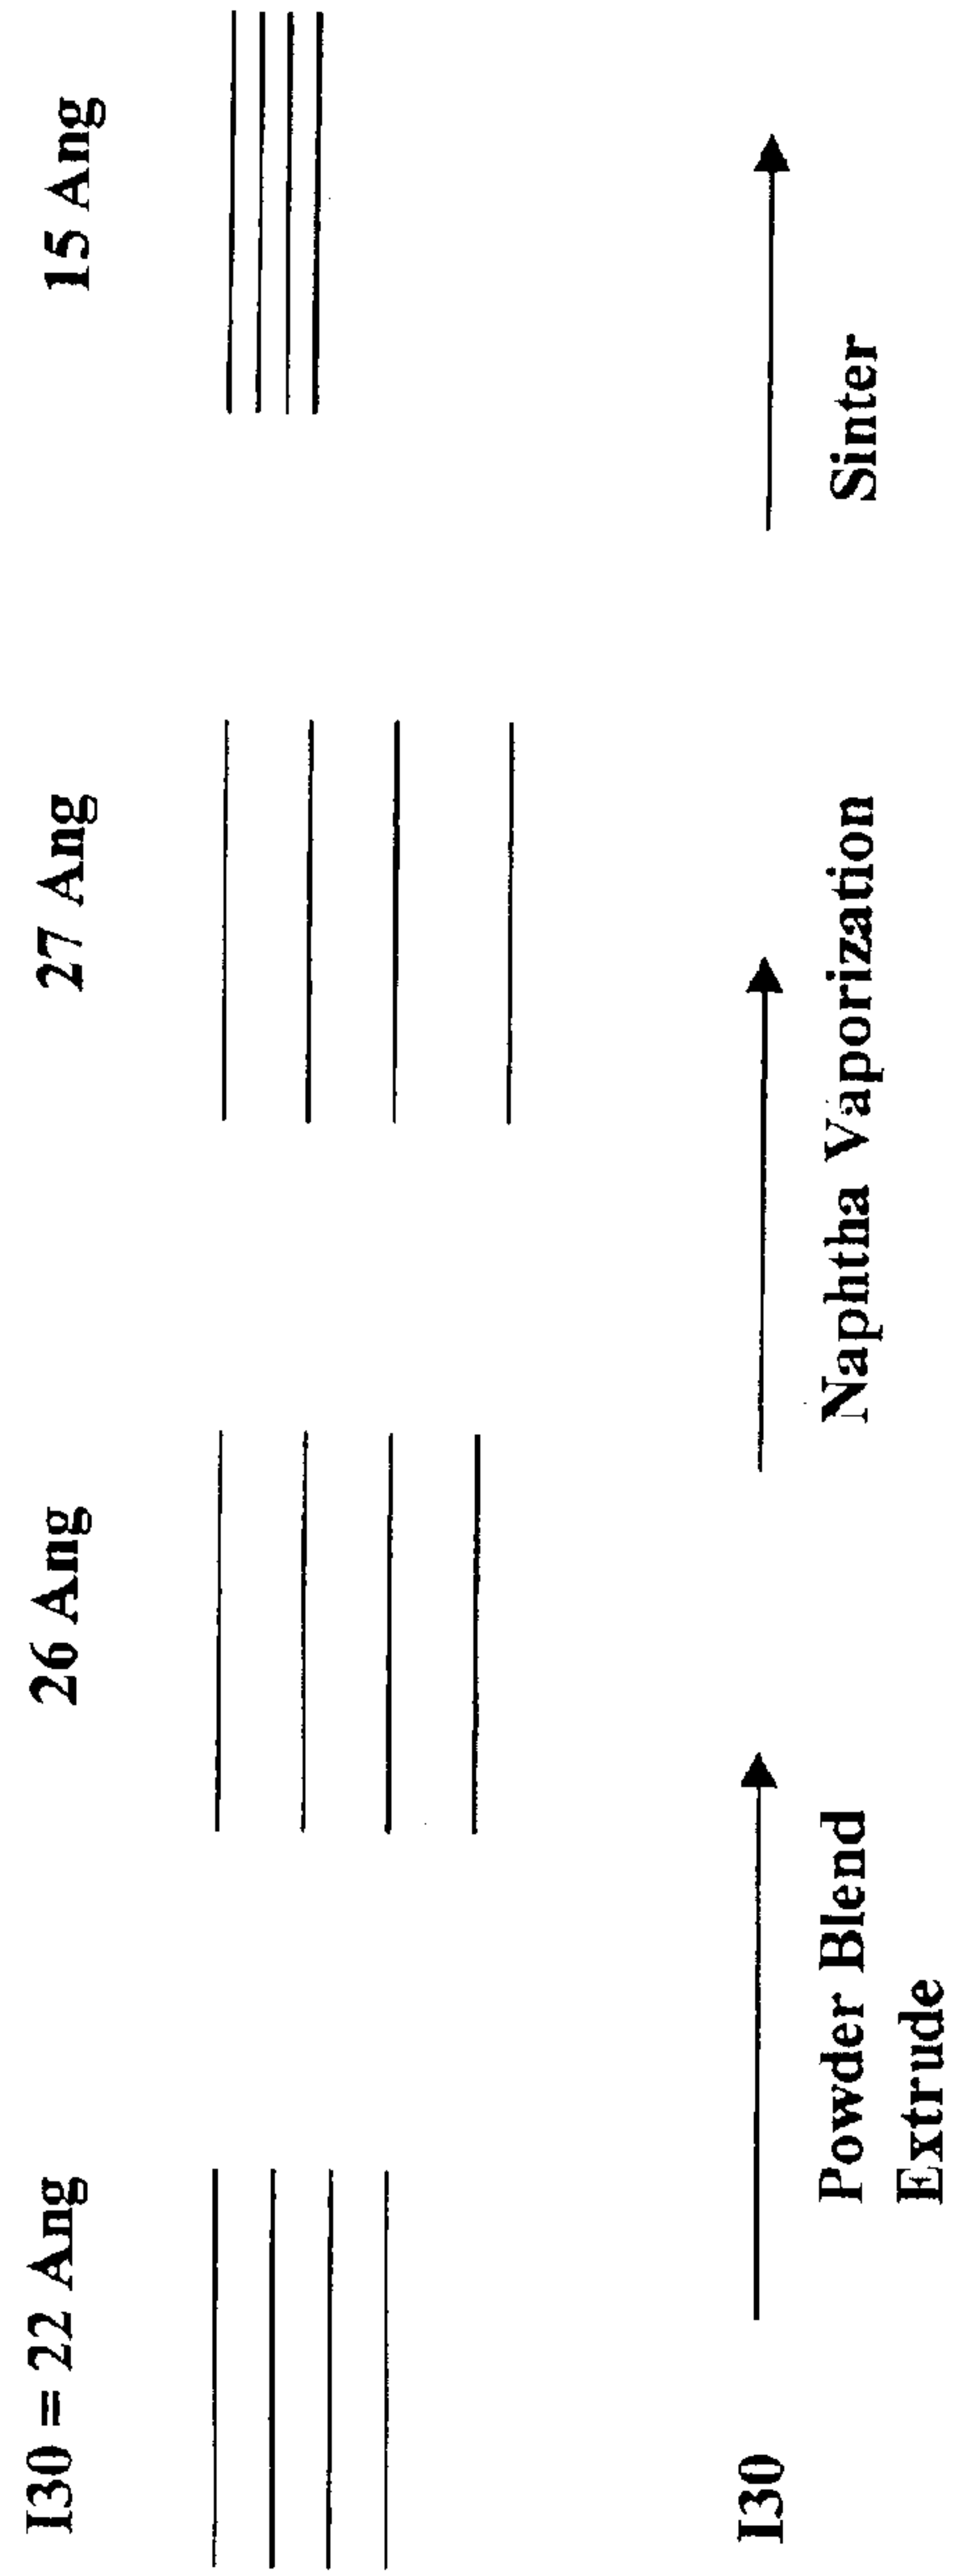 I30 = 22 Ang
26 Ang
27 Ang
15 Ang
I30
Powder Blend
Extrude
Naphtha Vaporization
Sinter